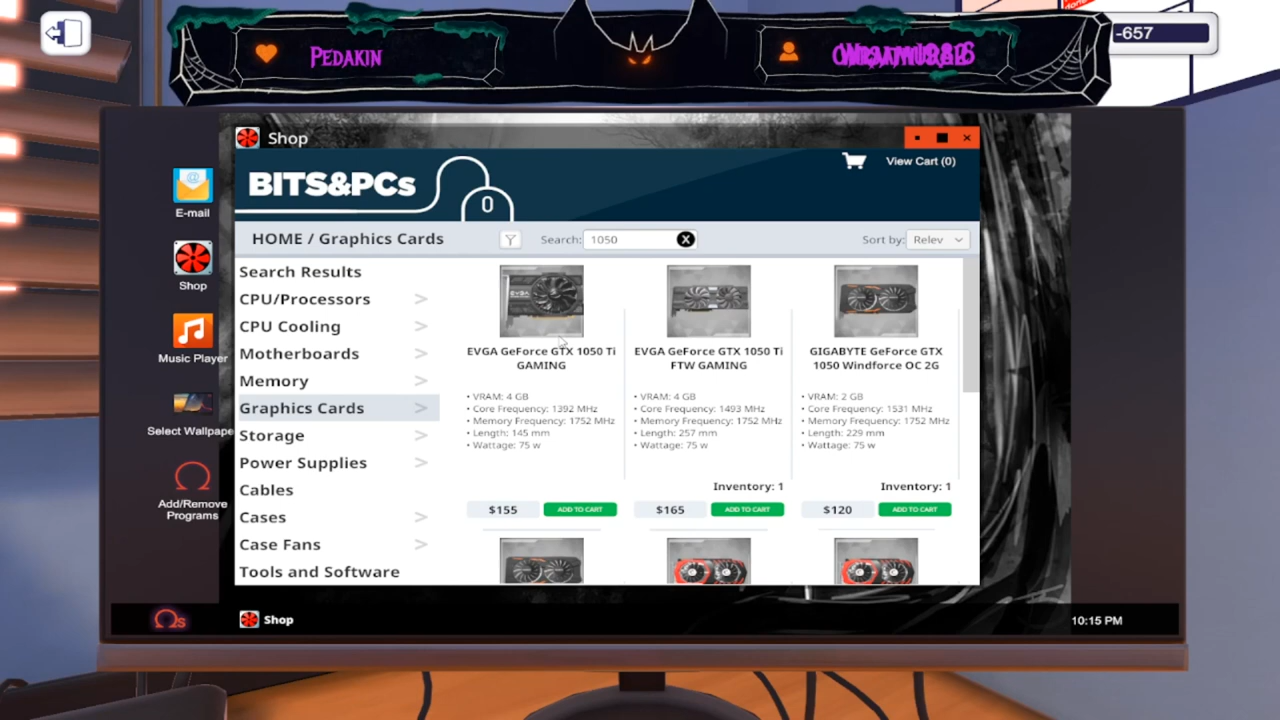 PEDAKIN
-657
Shop
BITS&PCs
0
View Cart (0)
HOME / Graphics Cards
Search:
1050
Sort by:
Relev
E-mail
Shop
Music Player
Select Wallpape
Add/Remove
Programs
Search Results
CPU/Processors
CPU Cooling
Motherboards
Memory
Graphics Cards
Storage
Power Supplies
Cables
Cases
Case Fans
Tools and Software
EVGA GeForce GTX 1050 Ti
GAMING
• VRAM: 4 GB
• Core Frequency: 1392 MHz
• Memory Frequency: 1752 MHz
• Length: 145 mm
• Wattage: 75 w
$155
ADD TO CART
EVGA GeForce GTX 1050 Ti
FTW GAMING
• VRAM: 4 GB
• Core Frequency: 1493 MHz
• Memory Frequency: 1752 MHz
• Length: 257 mm
• Wattage: 75 w
Inventory: 1
$165
ADD TO CART
GIGABYTE GeForce GTX
1050 Windforce OC 2G
• VRAM: 2 GB
• Core Frequency: 1531 MHz
• Memory Frequency: 1752 MHz
• Length: 229 mm
• Wattage: 75 w
Inventory: 1
$120
ADD TO CART
Ωs
Shop
10:15 PM